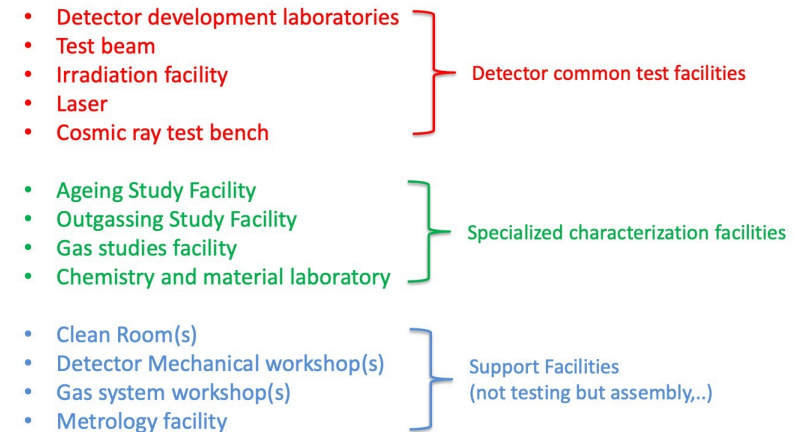 • Detector development laboratories
• Test beam
• Irradiation facility
• Laser
• Cosmic ray test bench
Detector common test facilities
• Ageing Study Facility
• Outgassing Study Facility
• Gas studies facility
• Chemistry and material laboratory
Specialized characterization facilities
• Clean Room(s)
• Detector Mechanical workshop(s)
• Gas system workshop(s)
• Metrology facility
Support Facilities
(not testing but assembly,..)